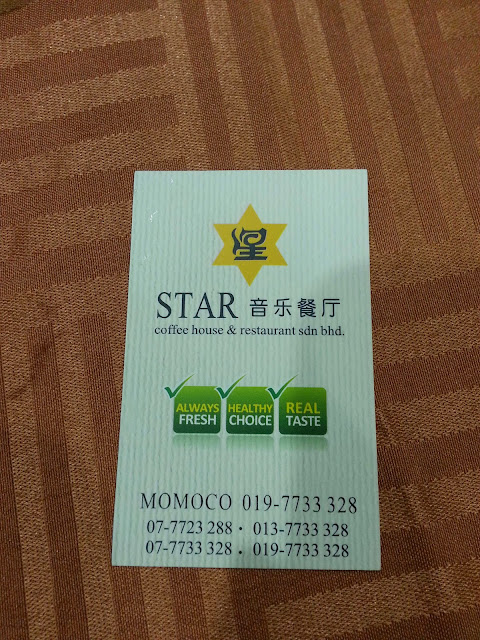 星
STAR 音乐餐厅
coffee house & restaurant sdn bhd.
ALWAYS FRESH
HEALTHY CHOICE
REAL TASTE
MOMOCO 019-7733 328
07-7723 288 • 013-7733 328
07-7733 328 • 019-7733 328